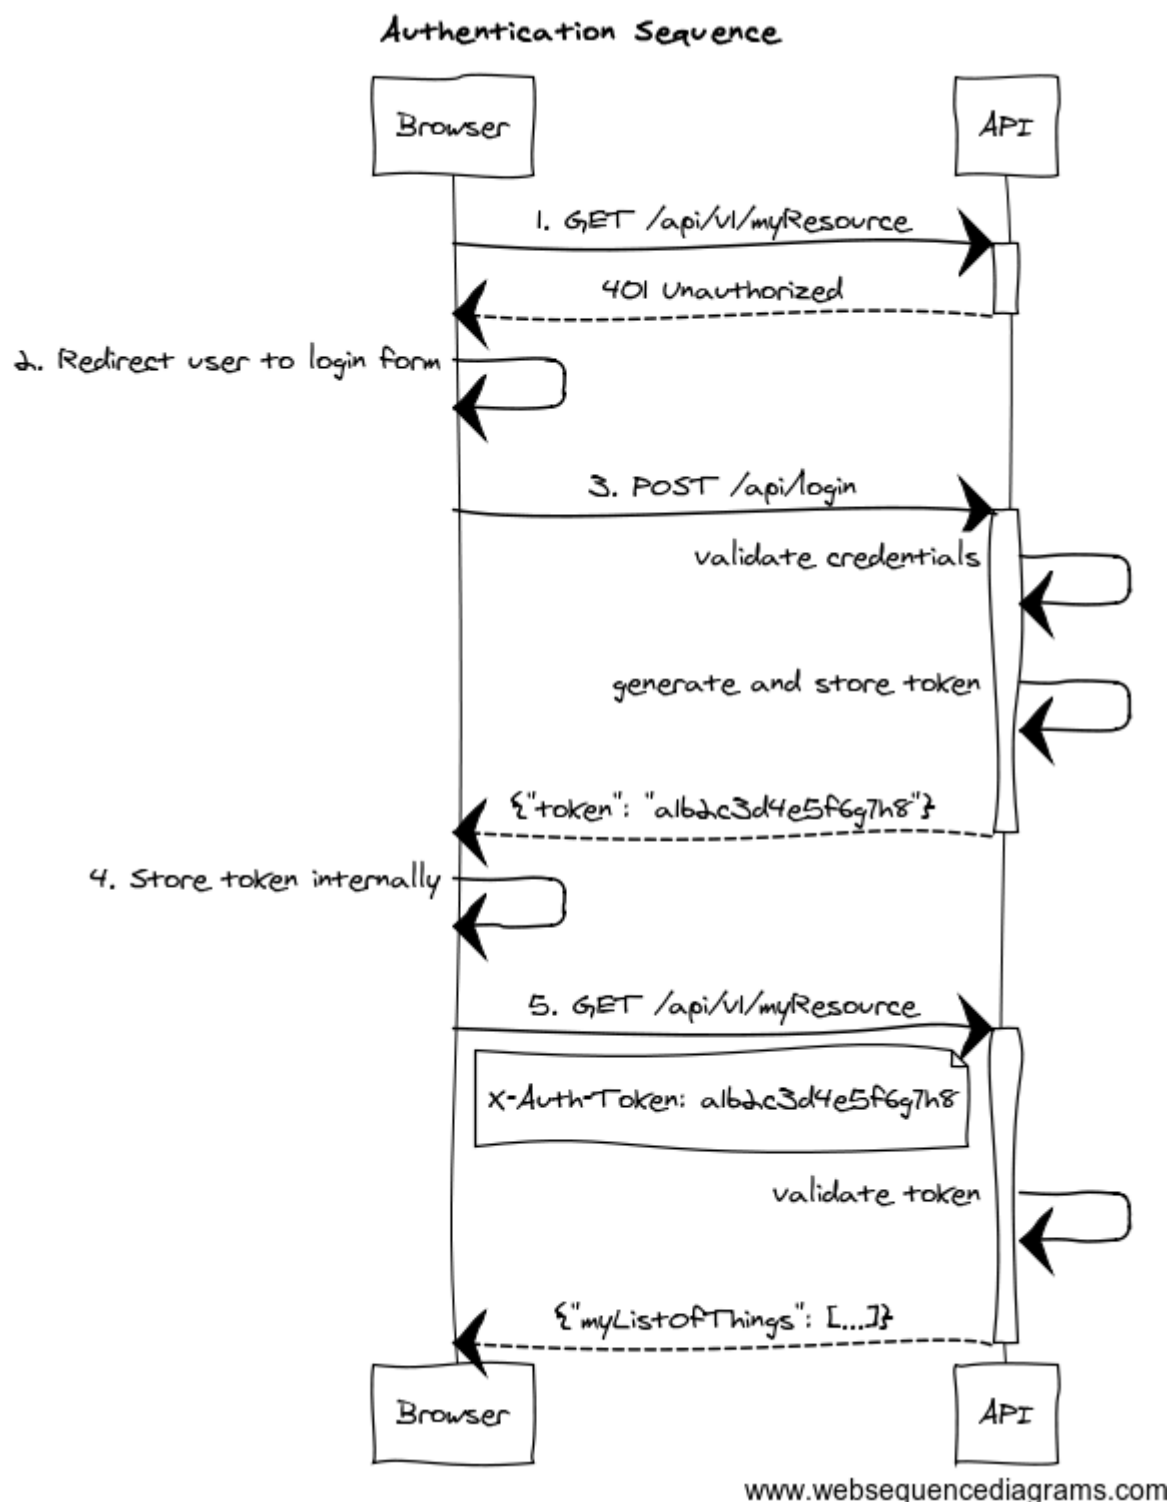 Authentication Sequence
Browser
API
1. GET /api/v1/myResource
401 Unauthorized
2. Redirect user to login form
3. POST /api/login
validate credentials
generate and store token
{"token": "a1b2c3d4e5f6g7h8"}
4. Store token internally
5. GET /api/v1/myResource
X-Auth-Token: a1b2c3d4e5f6g7h8
validate token
{"myListOfThings": [...]}
Browser
API
www.websequencediagrams.com